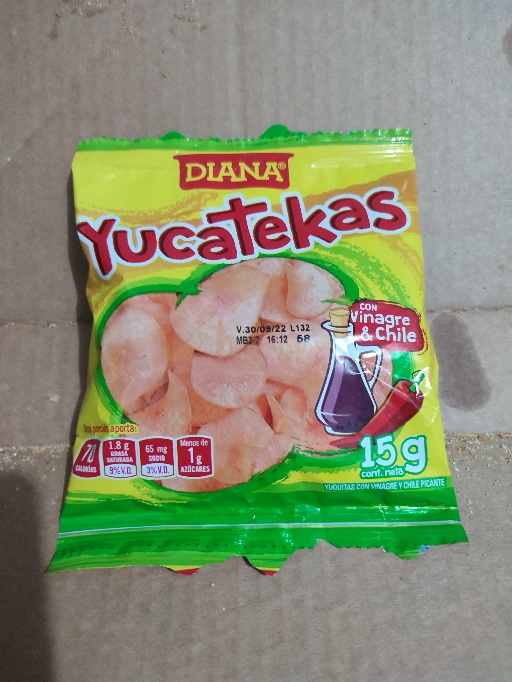 DIANA®
YucaTekas
CON
Vinagre
& Chile
V.30/09/22 L132
MB3-2 16:12 68
Una porción aporta:
70
CALORÍAS
1.8 g
GRASA
SATURADA
9%V.D.
65 mg
SODIO
3%V.D.
Menos de
1 g
AZÚCARES
15g
cont. neto
YUQUITAS CON VINAGRE Y CHILE PICANTE